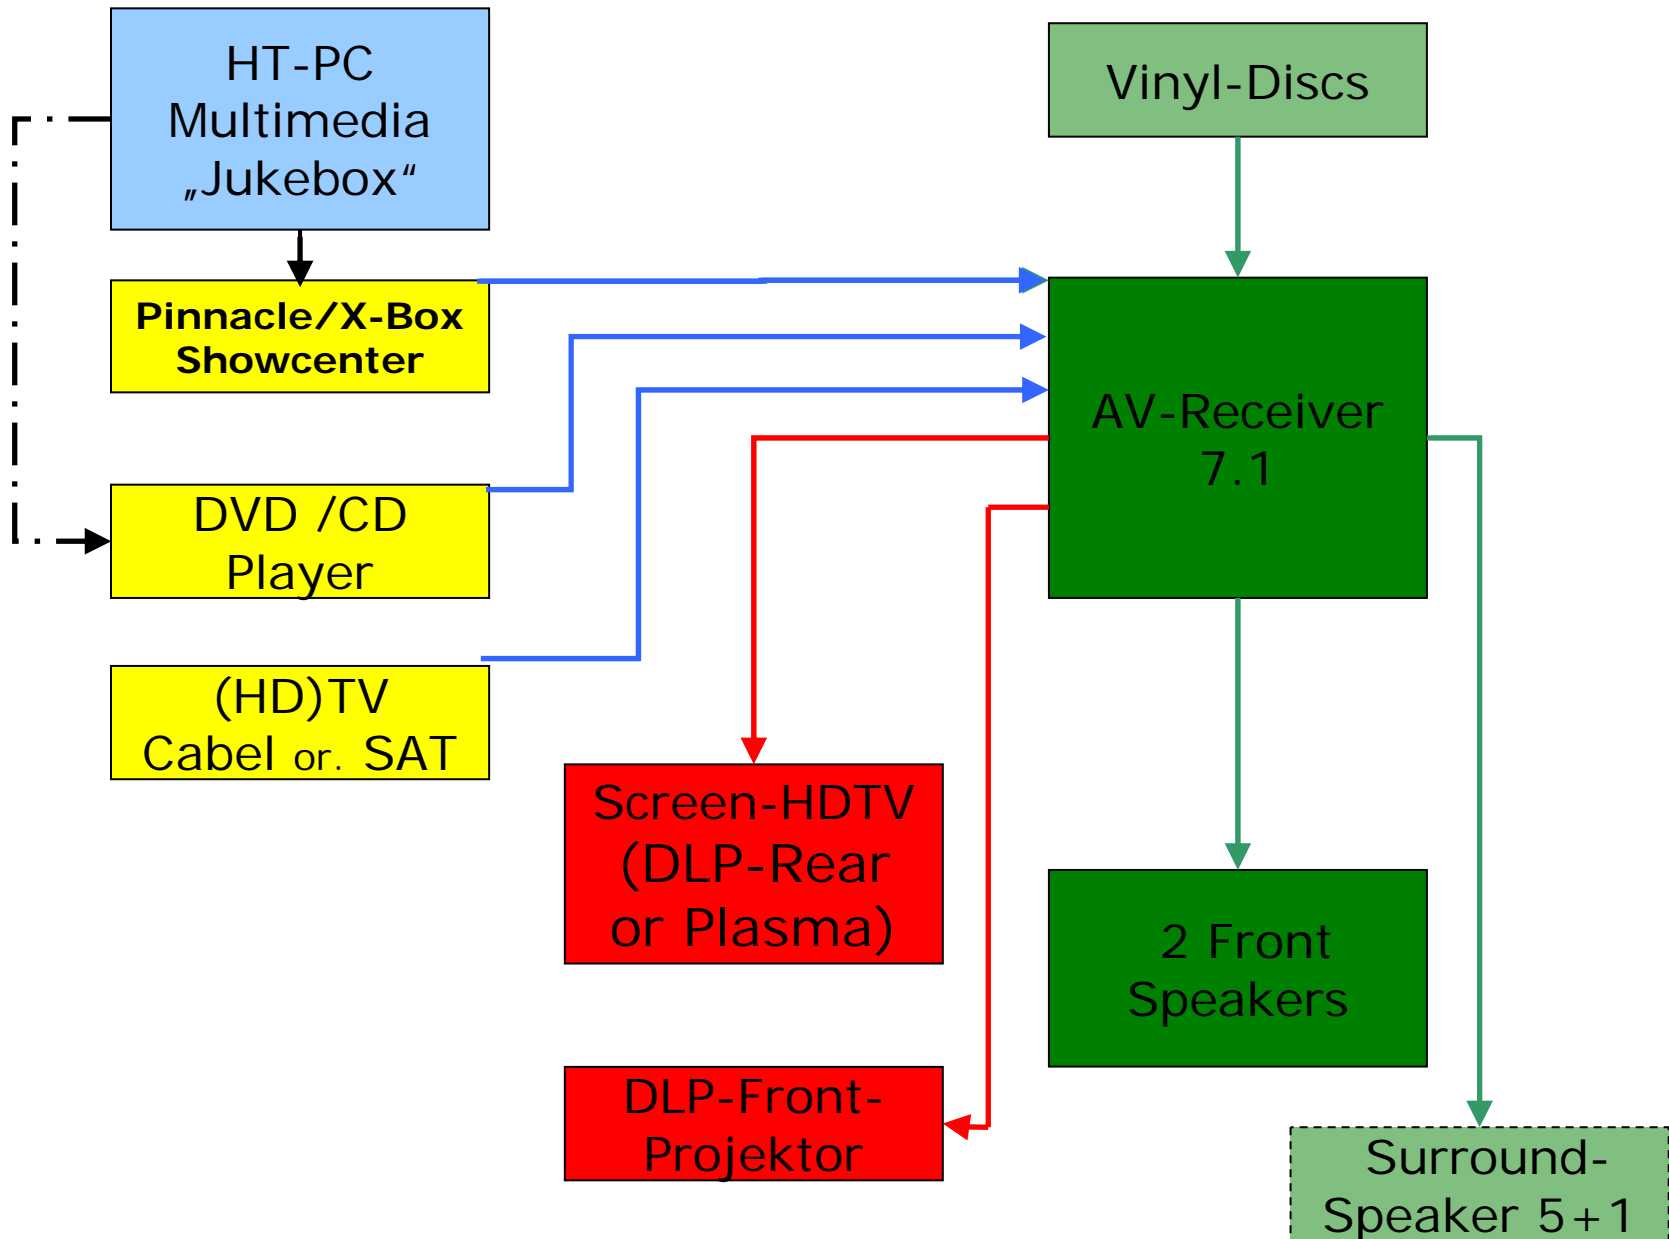 HT-PC
Multimedia
„Jukebox“
Vinyl-Discs
Pinnacle/X-Box
Showcenter
AV-Receiver
7.1
DVD /CD
Player
(HD)TV
Cabel or. SAT
Screen-HDTV
(DLP-Rear
or Plasma)
2 Front
Speakers
DLP-Front-
Projektor
Surround-
Speaker 5+1